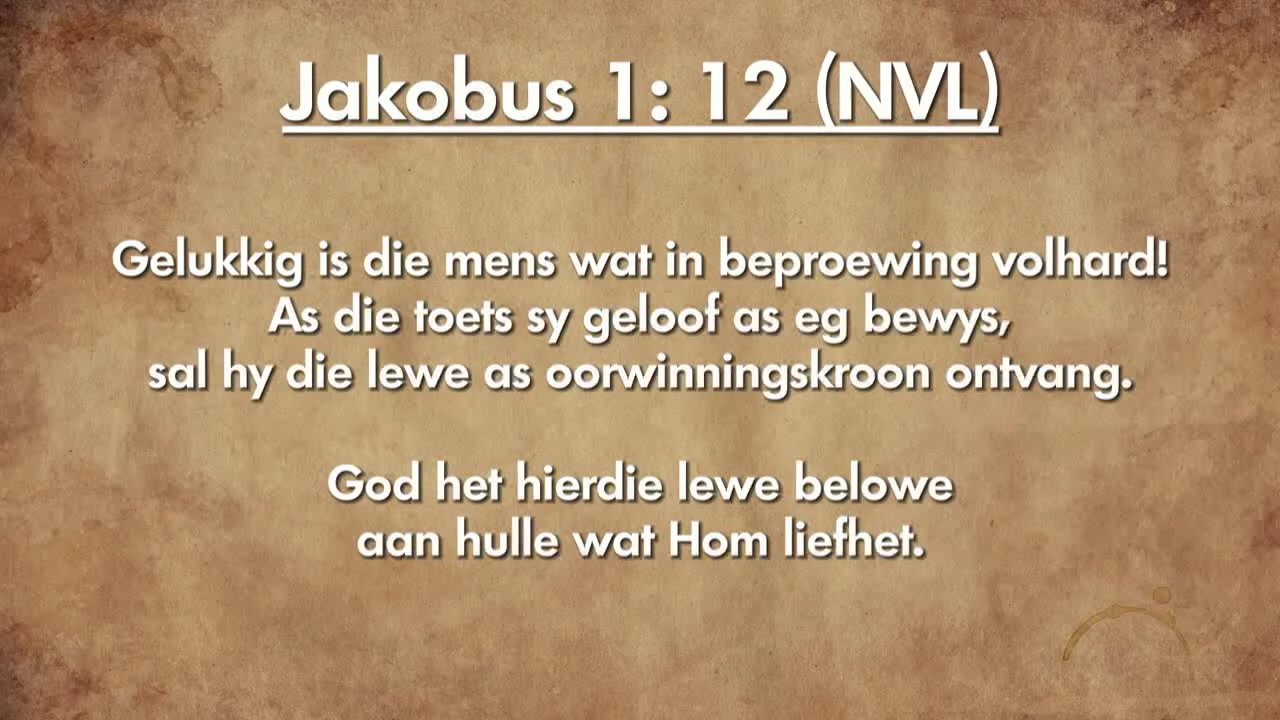 Jakobus 1: 12 (NVL)
Gelukkig is die mens wat in beproewing volhard!
As die toets sy geloof as eg bewys,
sal hy die lewe as oorwinningskroon ontvang.
God het hierdie lewe belowe
aan hulle wat Hom liefhet.